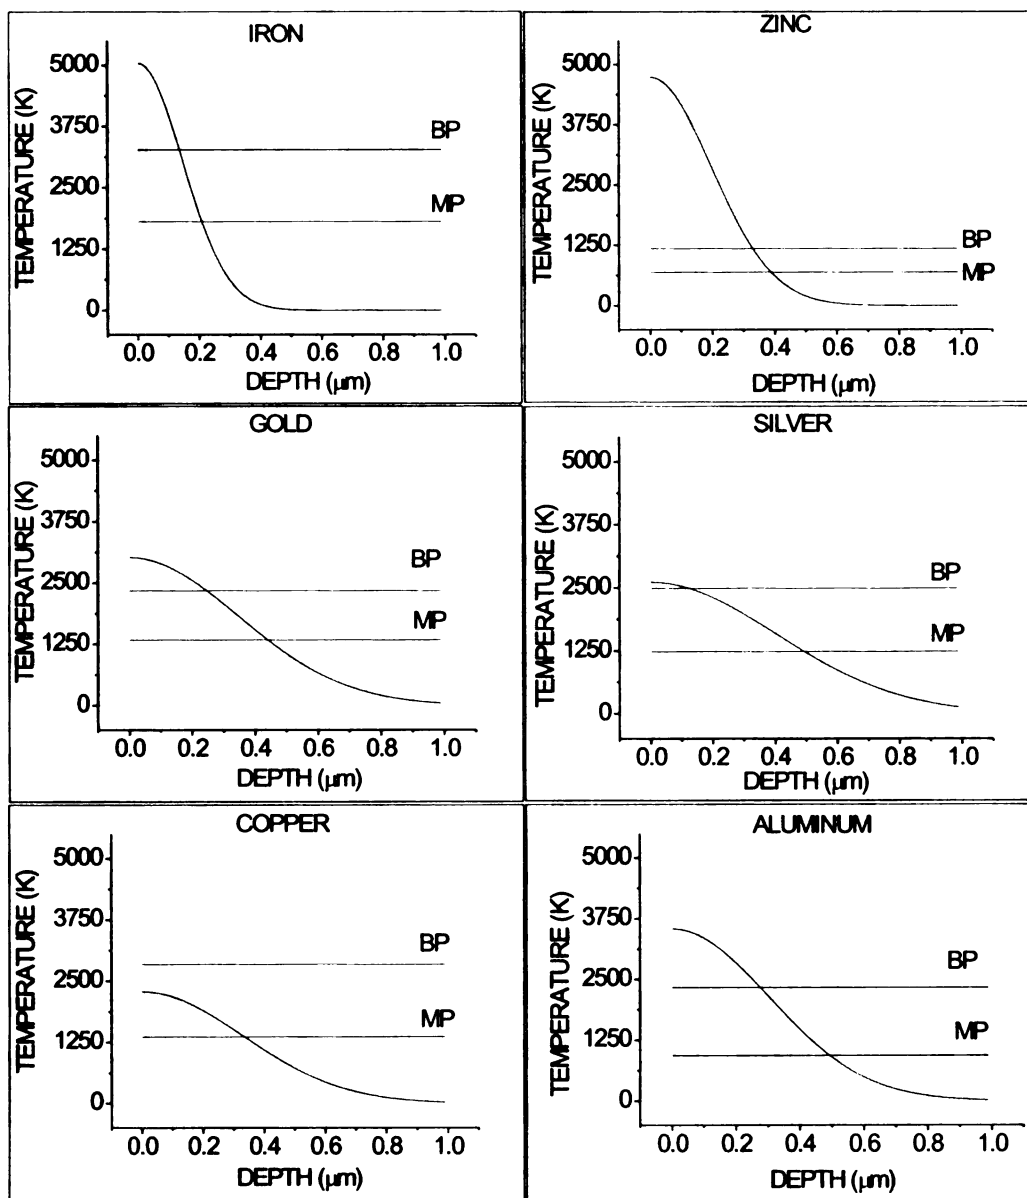 IRON
TEMPERATURE (K)
5000
3750
2500
1250
0
BP
MP
0.0 0.2 0.4 0.6 0.8 1.0
DEPTH (μm)
ZINC
TEMPERATURE (K)
5000
3750
2500
1250
0
BP
MP
0.0 0.2 0.4 0.6 0.8 1.0
DEPTH (μm)
GOLD
TEMPERATURE (K)
5000
3750
2500
1250
0
BP
MP
0.0 0.2 0.4 0.6 0.8 1.0
DEPTH (μm)
SILVER
TEMPERATURE (K)
5000
3750
2500
1250
0
BP
MP
0.0 0.2 0.4 0.6 0.8 1.0
DEPTH (μm)
COPPER
TEMPERATURE (K)
5000
3750
2500
1250
0
BP
MP
0.0 0.2 0.4 0.6 0.8 1.0
DEPTH (μm)
ALUMINUM
TEMPERATURE (K)
5000
3750
2500
1250
0
BP
MP
0.0 0.2 0.4 0.6 0.8 1.0
DEPTH (μm)